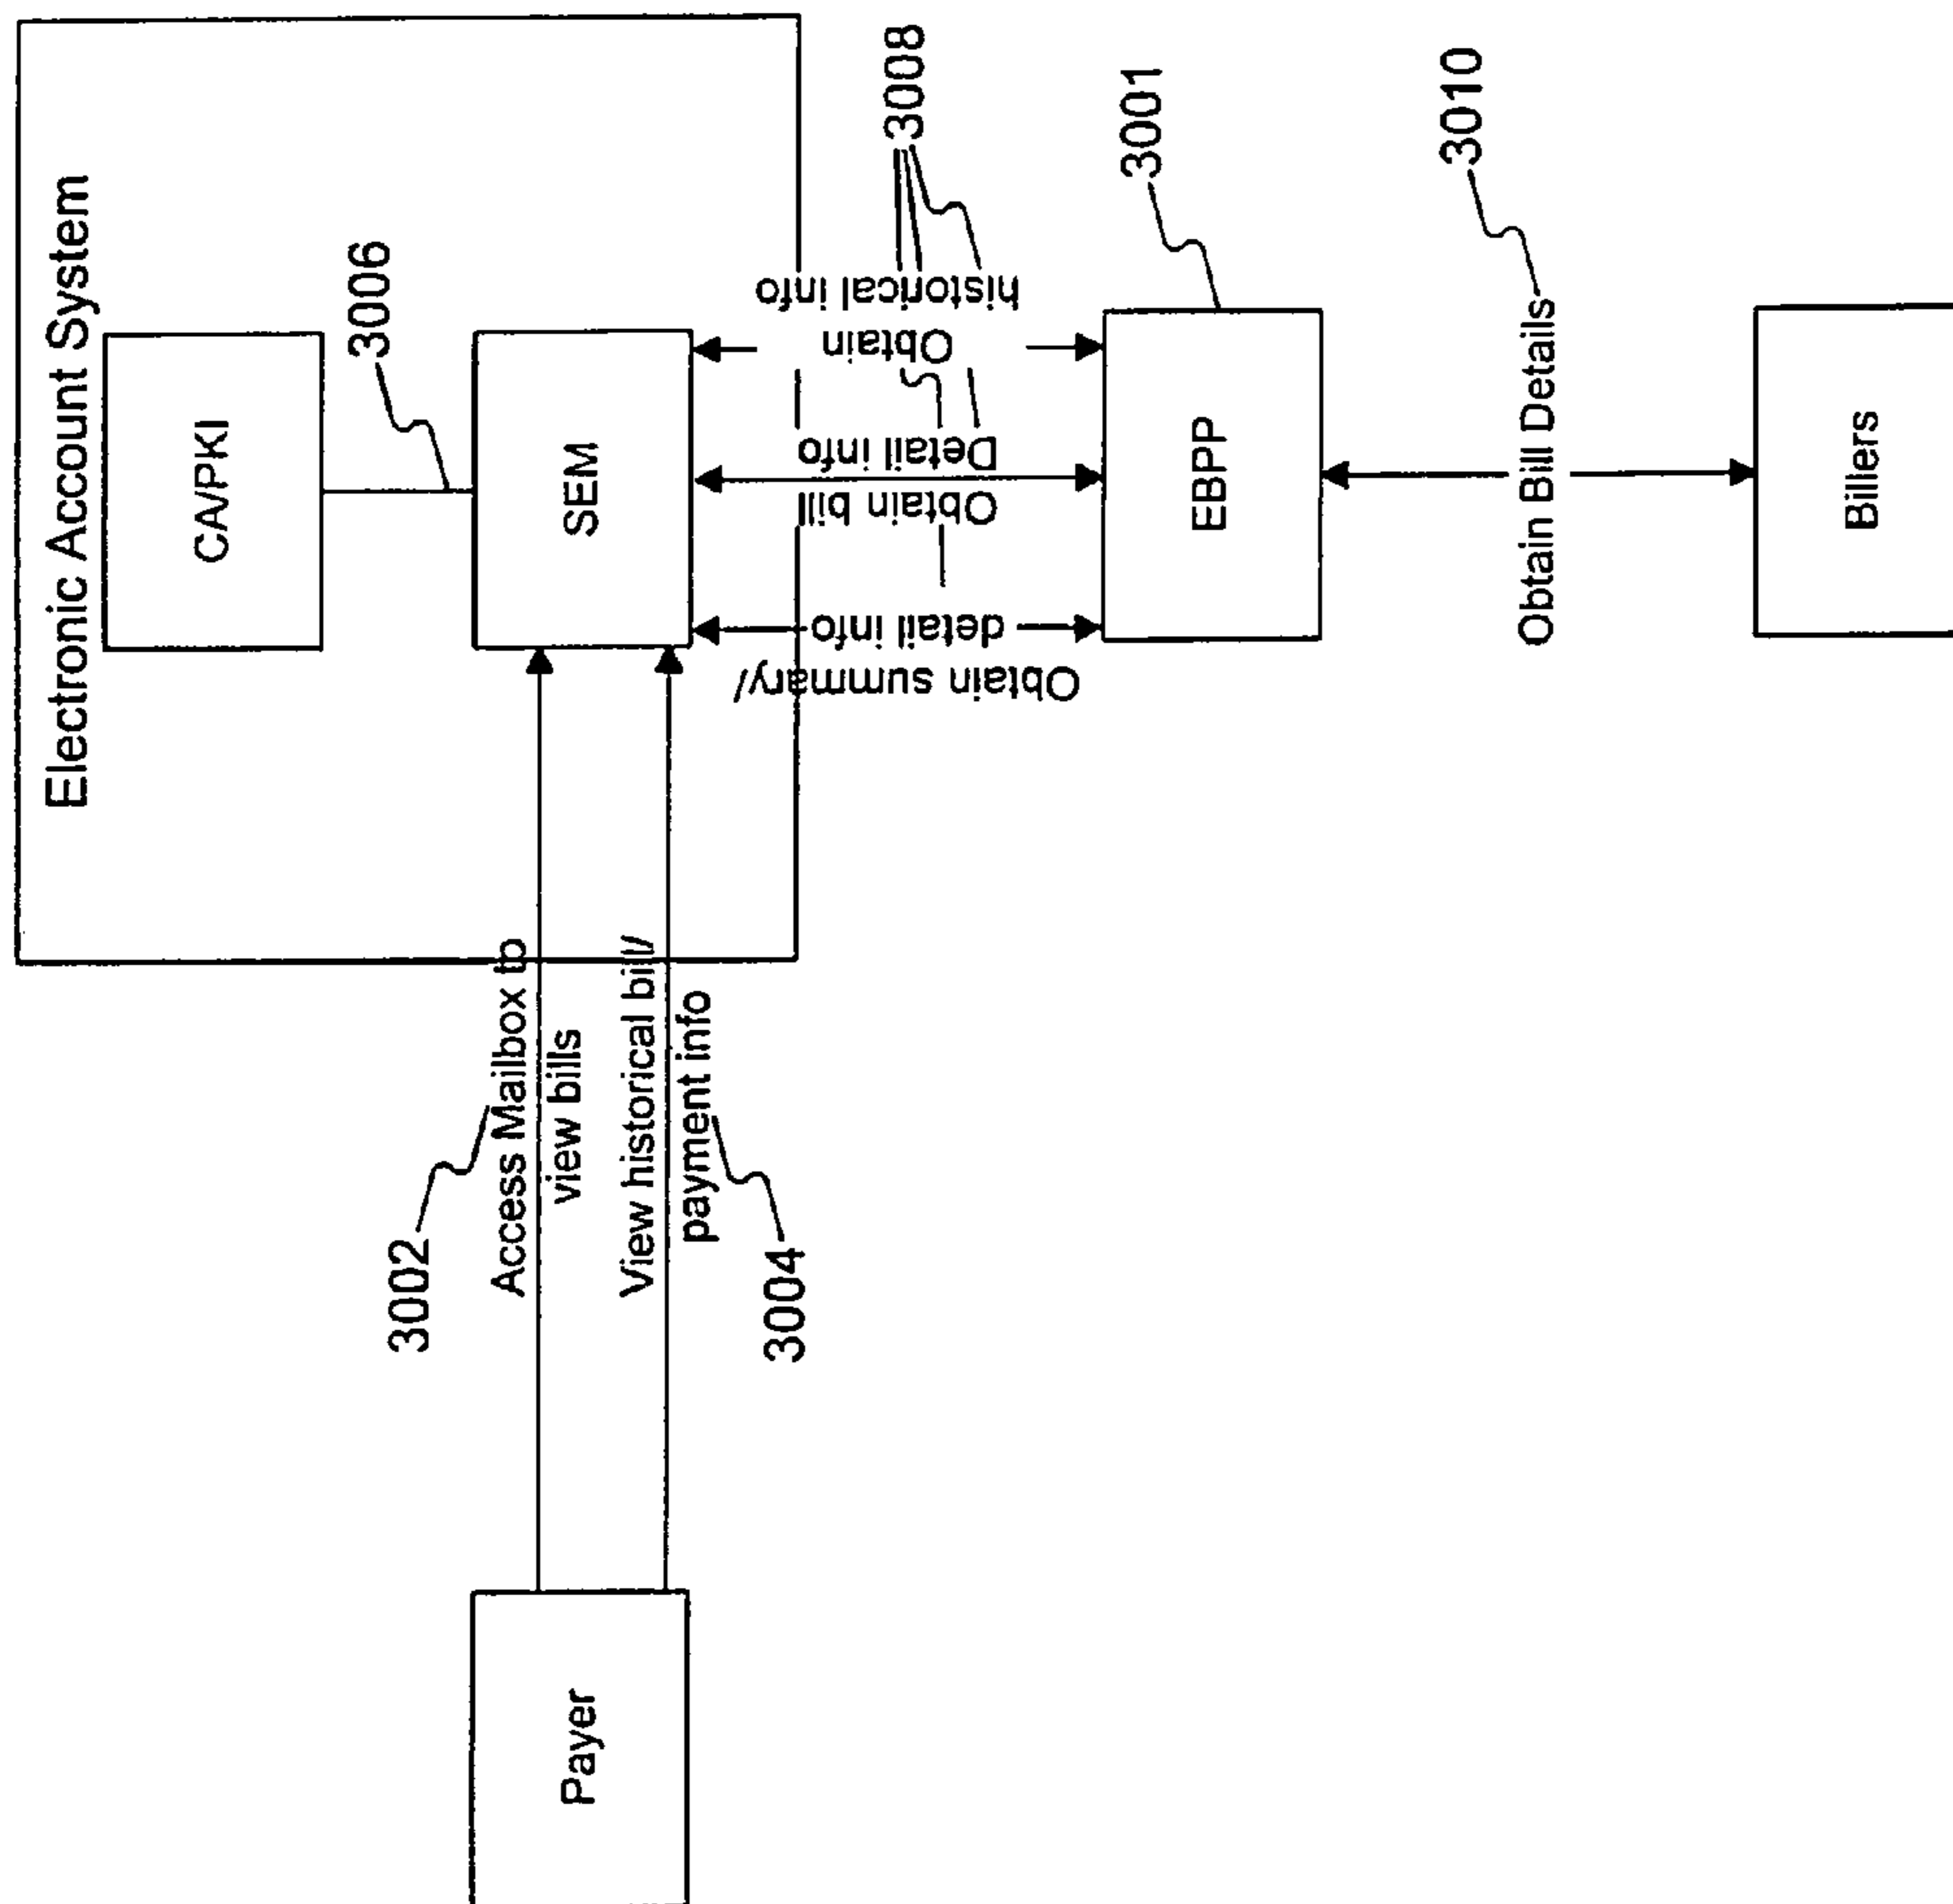 Electronic Account System
CA/PKI
3006
SEM
3002
Access Mailbox to
view bills
View historical bill/
payment info
3004
Payer
Obtain summary/
detail info
Obtain bill
Detail info
Obtain
historical info
3008
EBPP
3001
Obtain Bill Details
3010
Billers